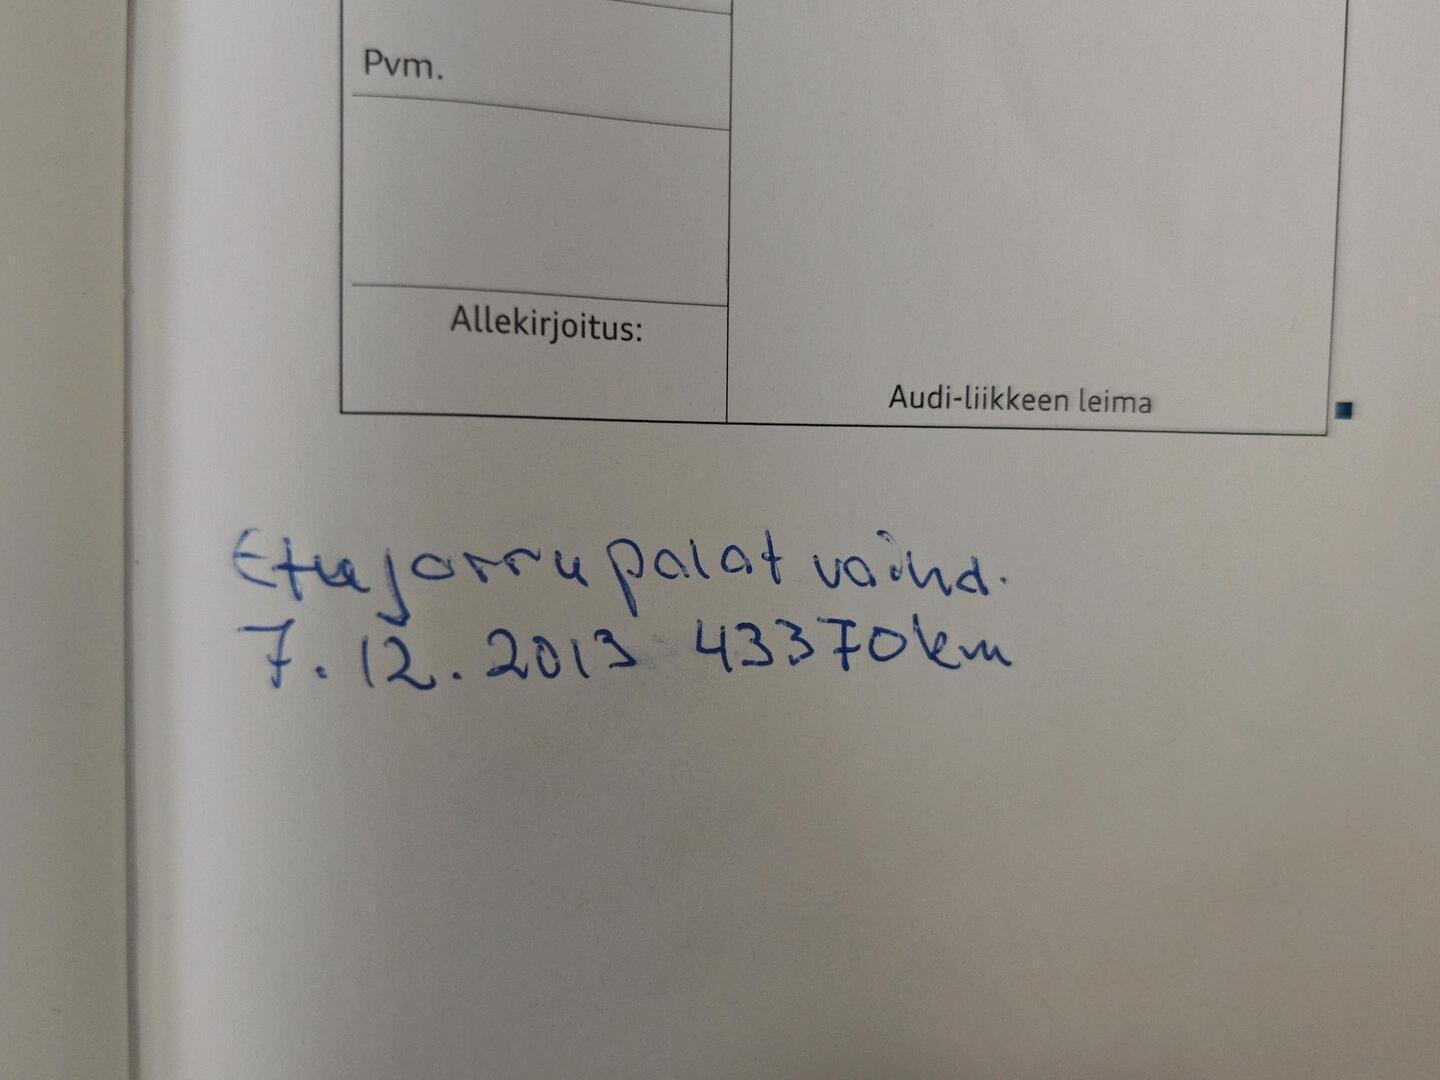 Pvm.
Allekirjoitus:
Audi-liikkeen leima
Etujarrupalat vaihd.
7.12.2013 43370km